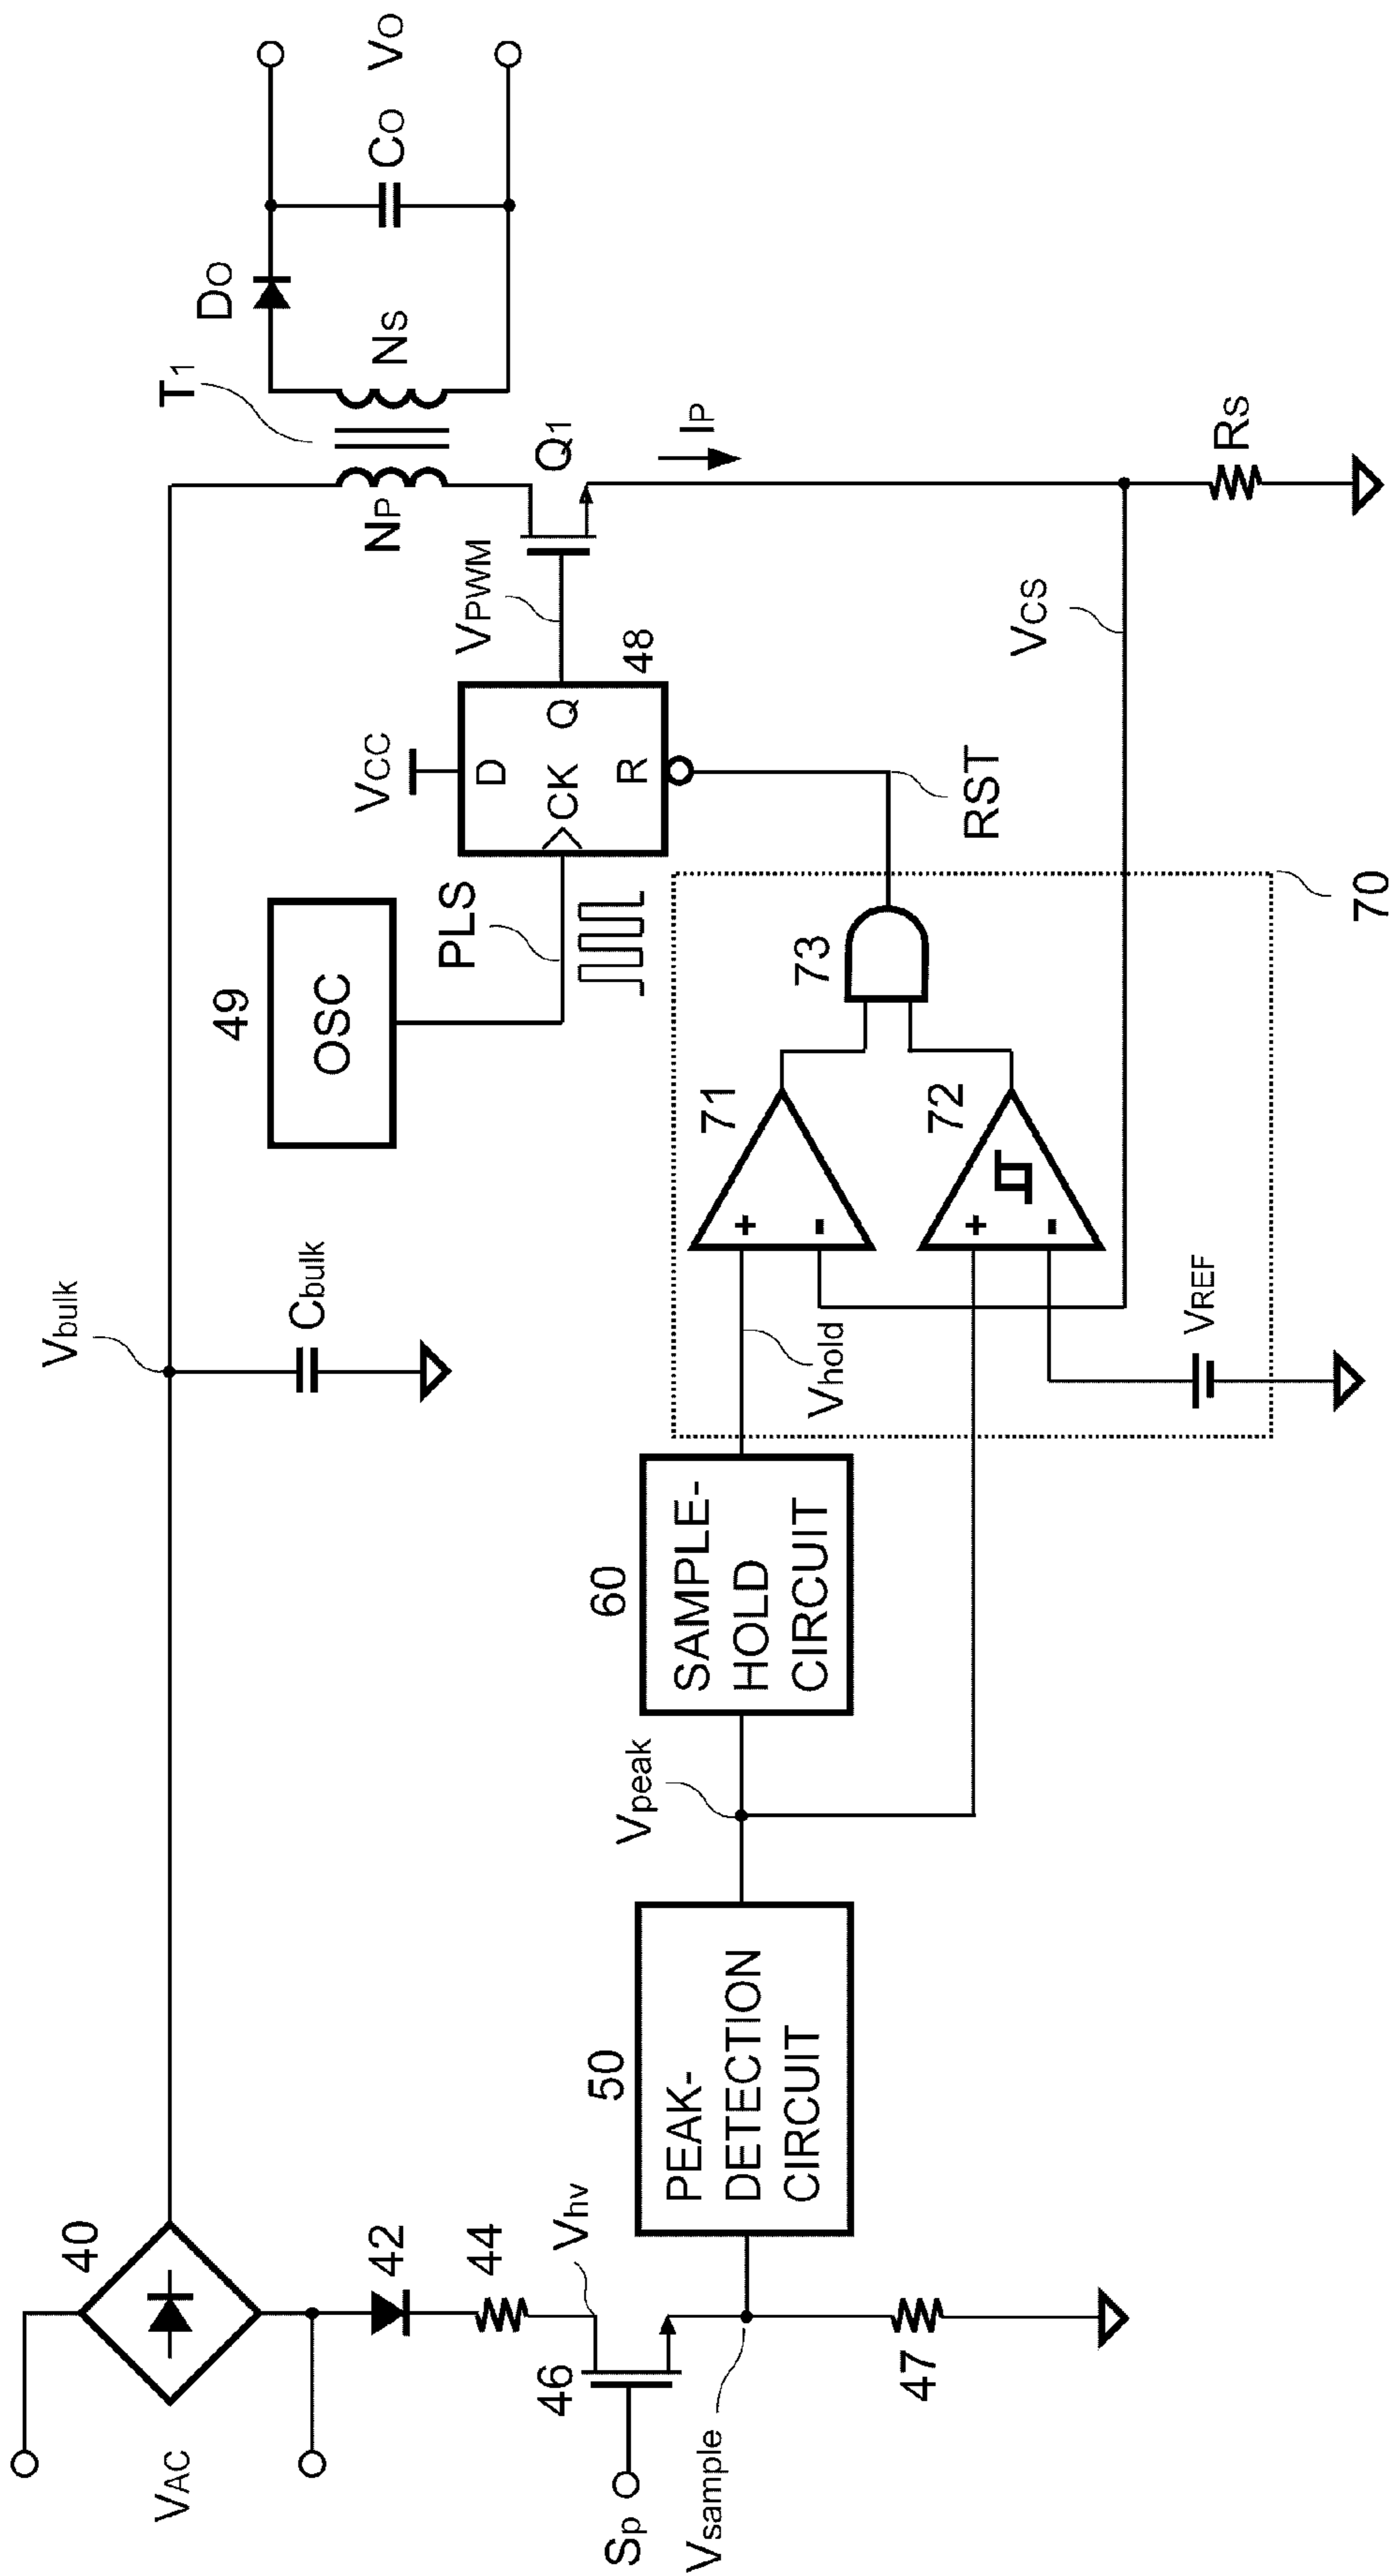 VAC
40
42
44
Vhv
46
Sp
Vsample
47
50
PEAK-
DETECTION
CIRCUIT
Vpeak
60
SAMPLE-
HOLD
CIRCUIT
Vhold
Vbulk
Cbulk
VREF
71
+
-
72
+
-
73
70
49
OSC
PLS
VCC
D
CK
Q
R
48
RST
VPWM
VCS
Q1
IP
RS
NP
T1
NS
DO
CO
VO